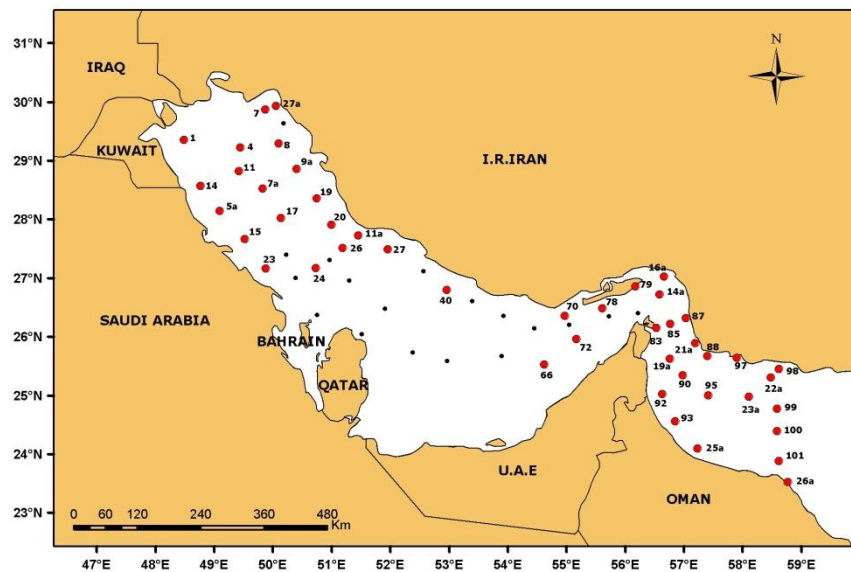 N
31°N
30°N
29°N
28°N
27°N
26°N
25°N
24°N
23°N
IRAQ
KUWAIT
I.R.IRAN
SAUDI ARABIA
BAHRAIN
QATAR
U.A.E
OMAN
7
27a
1
4
8
11
9a
14
7a
19
5a
17
20
15
11a
26
27
23
24
40
16a
79
14a
70
78
87
83
85
72
21a
88
66
19a
97
98
90
22a
92
95
23a
99
93
100
25a
101
26a
0 60 120 240 360 480
Km
47°E 48°E 49°E 50°E 51°E 52°E 53°E 54°E 55°E 56°E 57°E 58°E 59°E